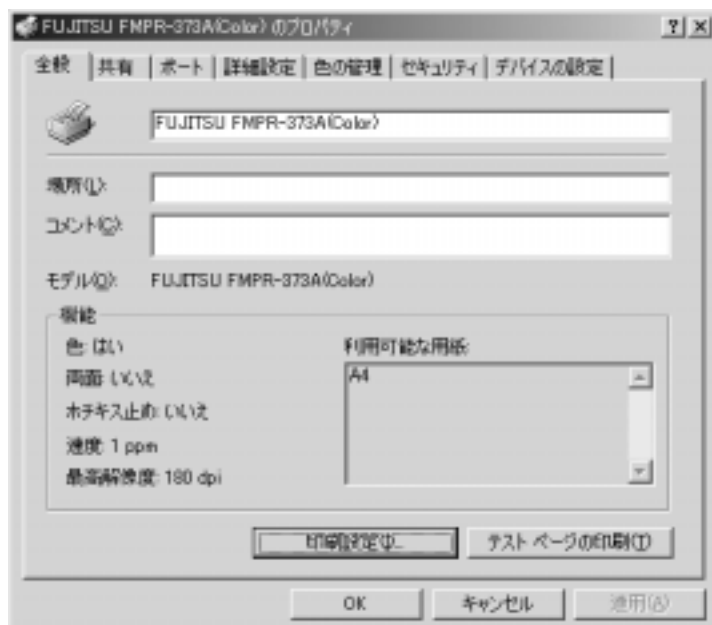 FUJITSU FMPR-373A(Color) のプロパティ
全般 共有 ポート 詳細設定 色の管理 セキュリティ デバイスの設定
FUJITSU FMPR-373A(Color)
場所(L):
コメント(C):
モデル(O): FUJITSU FMPR-373A(Color)
機能
色: はい
利用可能な用紙:
両面: いいえ
A4
ホチキス止め: いいえ
速度: 1 ppm
最高解像度: 180 dpi
印刷設定(I)...
テスト ページの印刷(T)
OK キャンセル 適用(A)